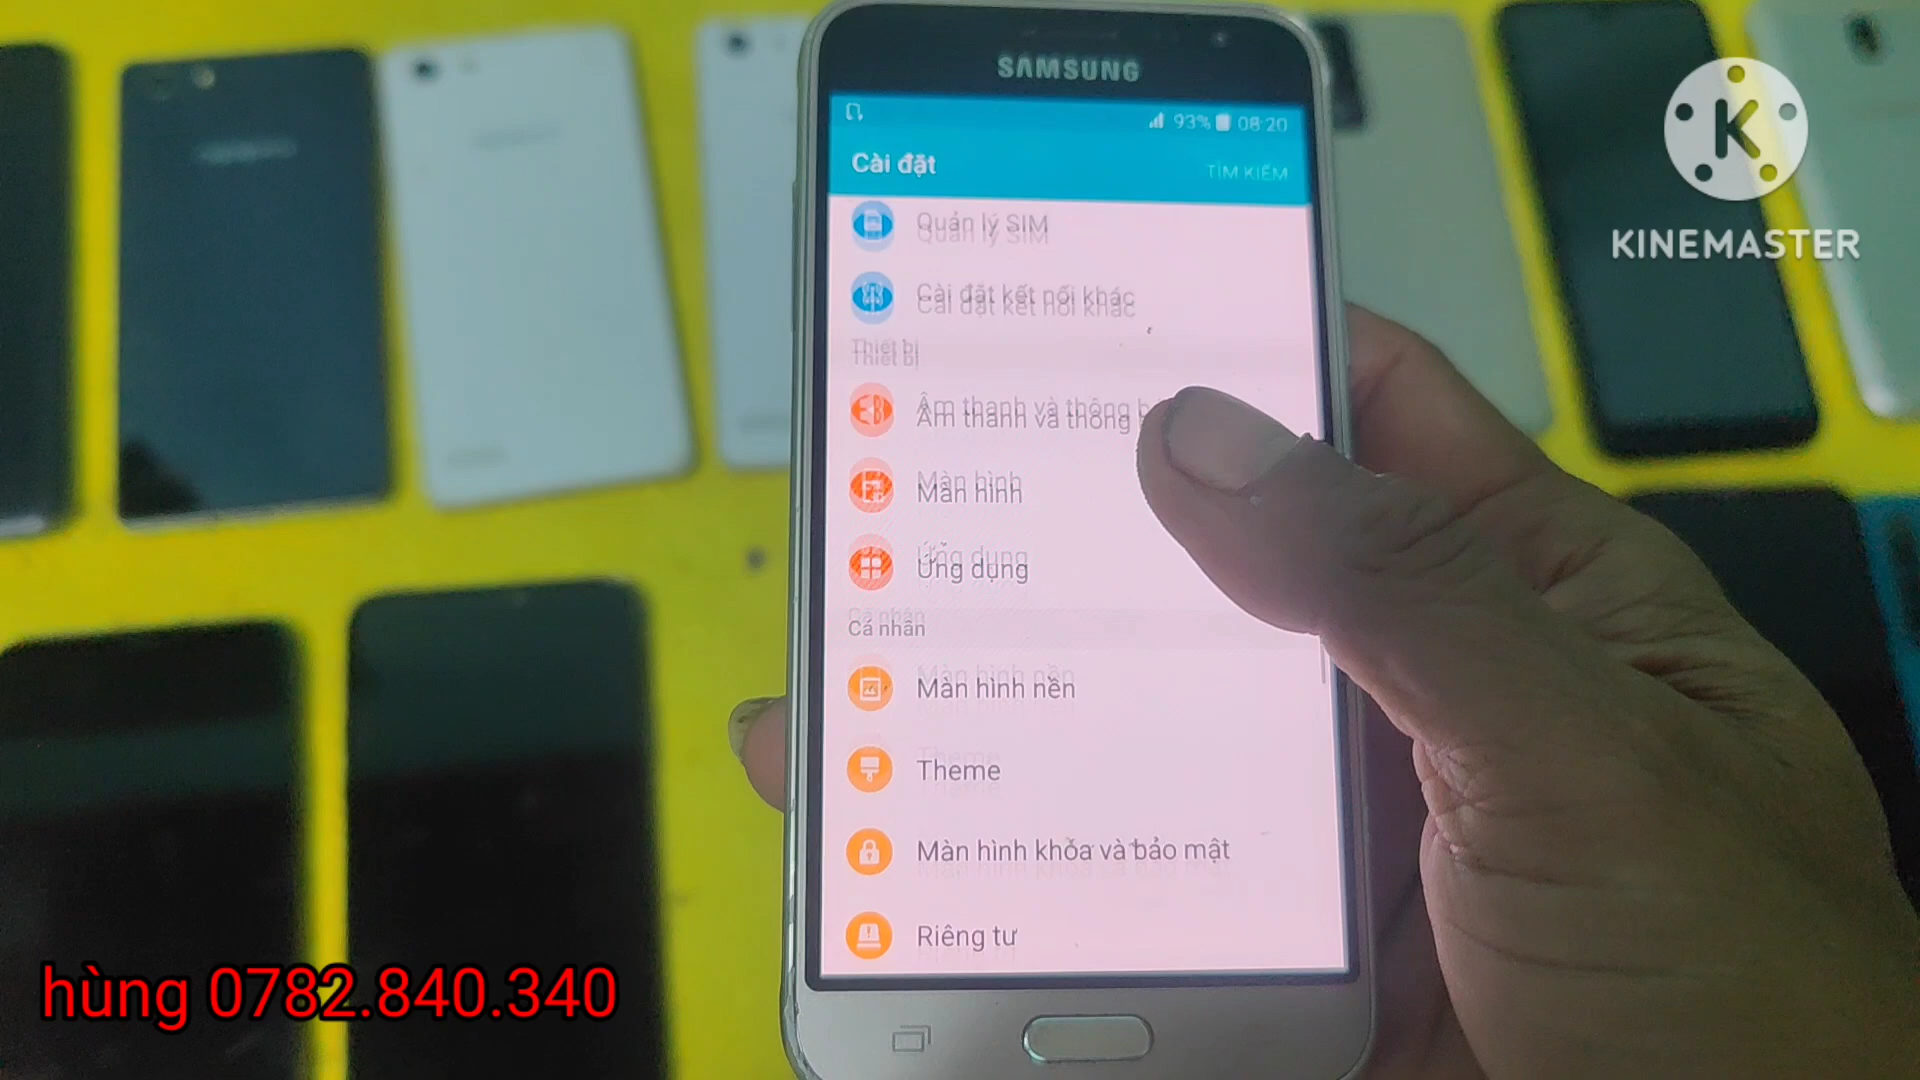 SAMSUNG
93% 08:20
Cài đặt
TÌM KIẾM
Quản lý SIM
Cài đặt kết nối khác
Thiết bị
Âm thanh và thông
Màn hình
Ứng dụng
Cá nhân
Màn hình nền
Theme
Màn hình khóa và bảo mật
Riêng tư
KINEMASTER
hùng 0782.840.340